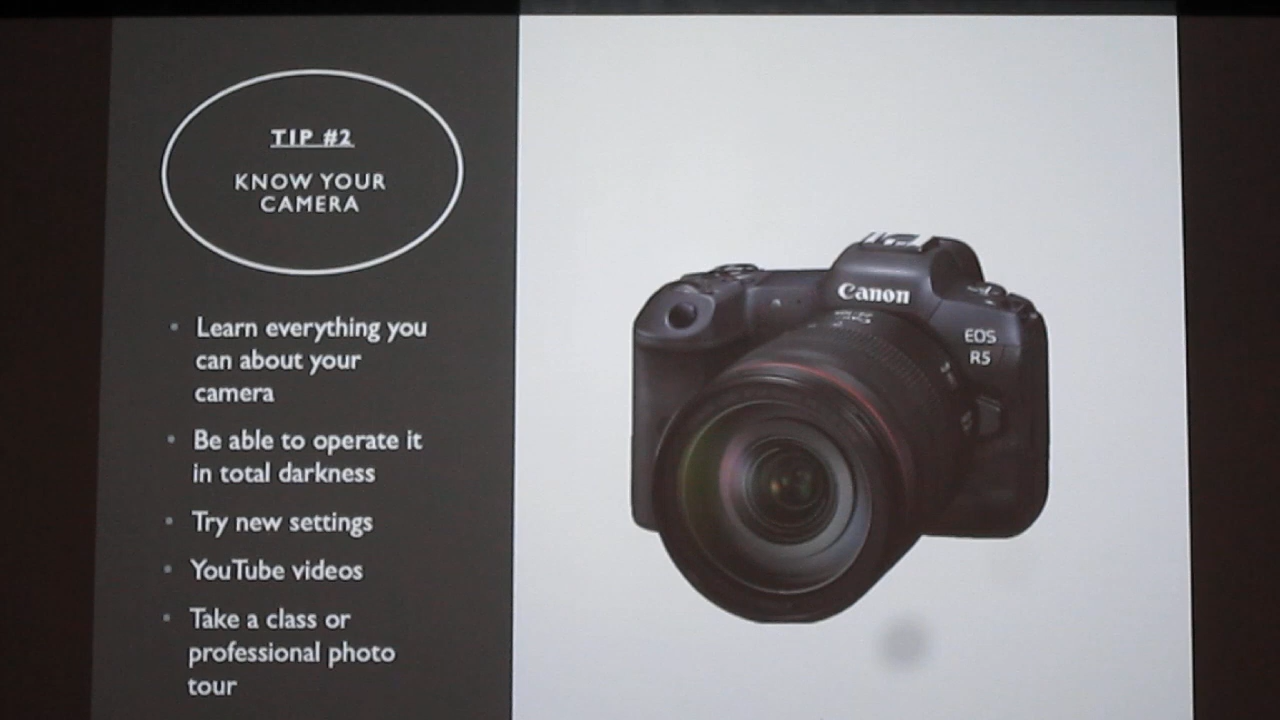 TIP #2
KNOW YOUR
CAMERA
Learn everything you
can about your
camera
Be able to operate it
in total darkness
Try new settings
YouTube videos
Take a class or
professional photo
tour
Canon
EOS
R5